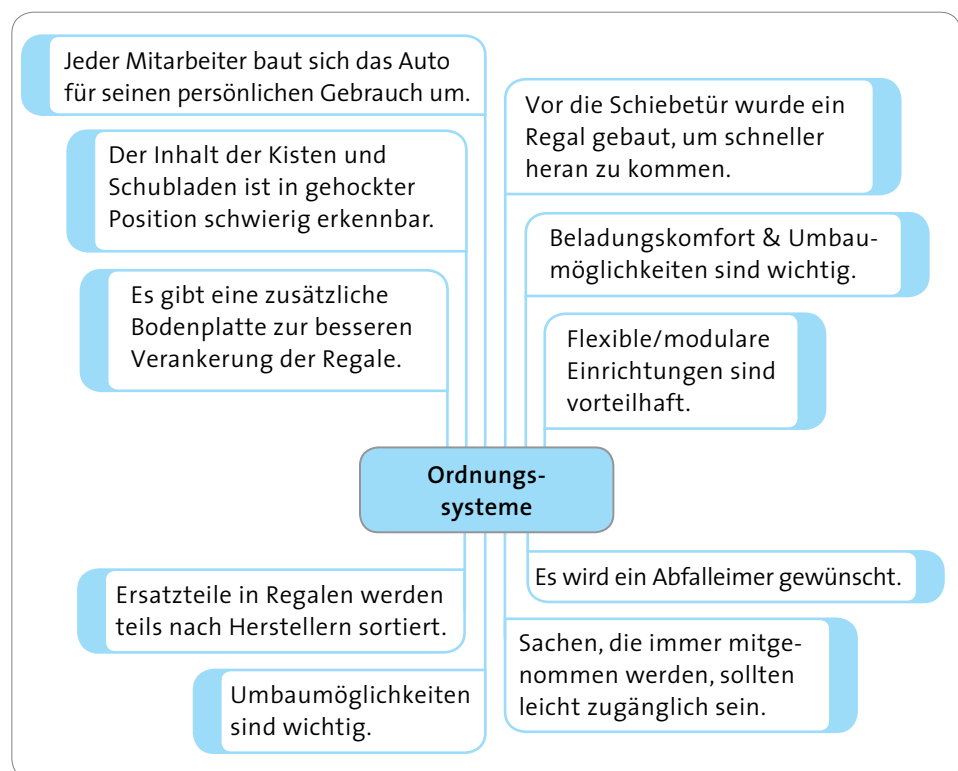 Jeder Mitarbeiter baut sich das Auto
für seinen persönlichen Gebrauch um.
Der Inhalt der Kisten und
Schubladen ist in gehockter
Position schwierig erkennbar.
Es gibt eine zusätzliche
Bodenplatte zur besseren
Verankerung der Regale.
Vor die Schiebetür wurde ein
Regal gebaut, um schneller
heran zu kommen.
Beladungskomfort & Umbau-
möglichkeiten sind wichtig.
Flexible/modulare
Einrichtungen sind
vorteilhaft.
Ordnungs-
systeme
Ersatzteile in Regalen werden
teils nach Herstellern sortiert.
Umbaumöglichkeiten
sind wichtig.
Es wird ein Abfalleimer gewünscht.
Sachen, die immer mitge-
nommen werden, sollten
leicht zugänglich sein.